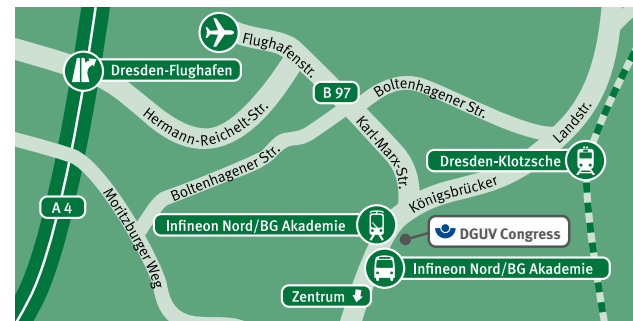 Flughafenstr.
Dresden-Flughafen
B 97
Boltenhagener Str.
Landstr.
Hermann-Reichelt-Str.
Karl-Marx-Str.
Dresden-Klotzsche
Boltenhagener Str.
Königsbrücker
A 4
Moritzburger Weg
Infineon Nord/BG Akademie
DGUV Congress
Infineon Nord/BG Akademie
Zentrum